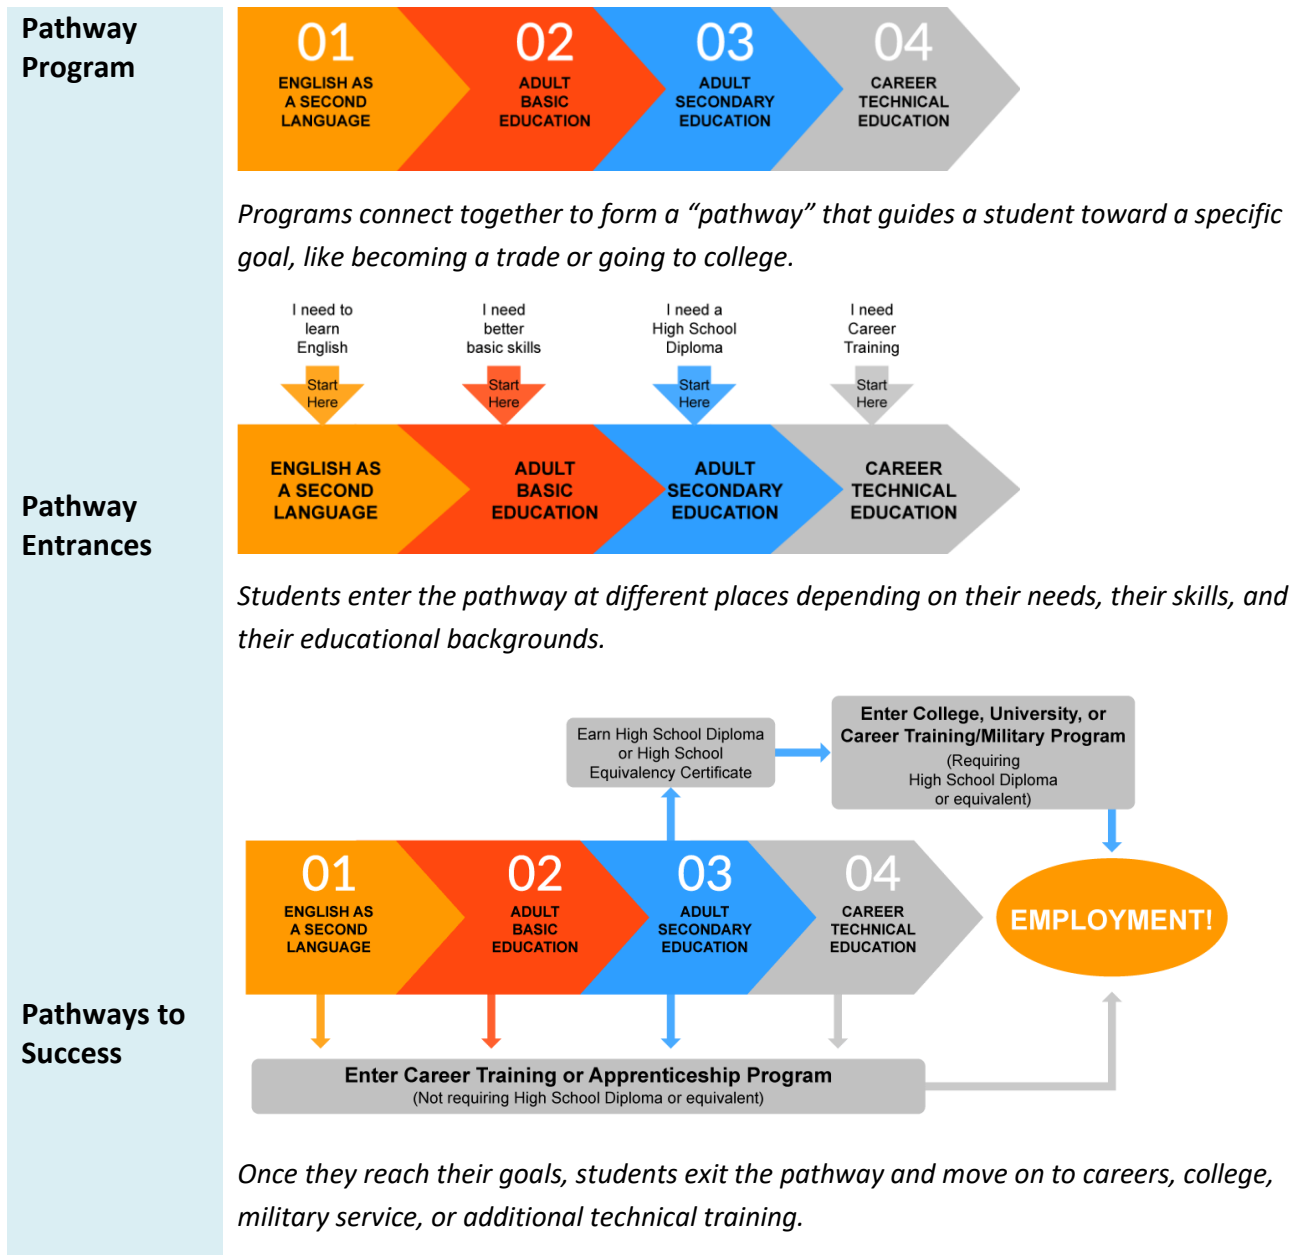 Pathway
Program
01
ENGLISH AS
A SECOND
LANGUAGE
02
ADULT
BASIC
EDUCATION
03
ADULT
SECONDARY
EDUCATION
04
CAREER
TECHNICAL
EDUCATION
Programs connect together to form a “pathway” that guides a student toward a specific
goal, like becoming a trade or going to college.
Pathway
Entrances
I need to
learn
English
Start
Here
I need
better
basic skills
Start
Here
I need a
High School
Diploma
Start
Here
I need
Career
Training
Start
Here
ENGLISH AS
A SECOND
LANGUAGE
ADULT
BASIC
EDUCATION
ADULT
SECONDARY
EDUCATION
CAREER
TECHNICAL
EDUCATION
Students enter the pathway at different places depending on their needs, their skills, and
their educational backgrounds.
Pathways to
Success
Earn High School Diploma
or High School
Equivalency Certificate
Enter College, University, or
Career Training/Military Program
(Requiring
High School Diploma
or equivalent)
01
ENGLISH AS
A SECOND
LANGUAGE
02
ADULT
BASIC
EDUCATION
03
ADULT
SECONDARY
EDUCATION
04
CAREER
TECHNICAL
EDUCATION
EMPLOYMENT!
Enter Career Training or Apprenticeship Program
(Not requiring High School Diploma or equivalent)
Once they reach their goals, students exit the pathway and move on to careers, college,
military service, or additional technical training.